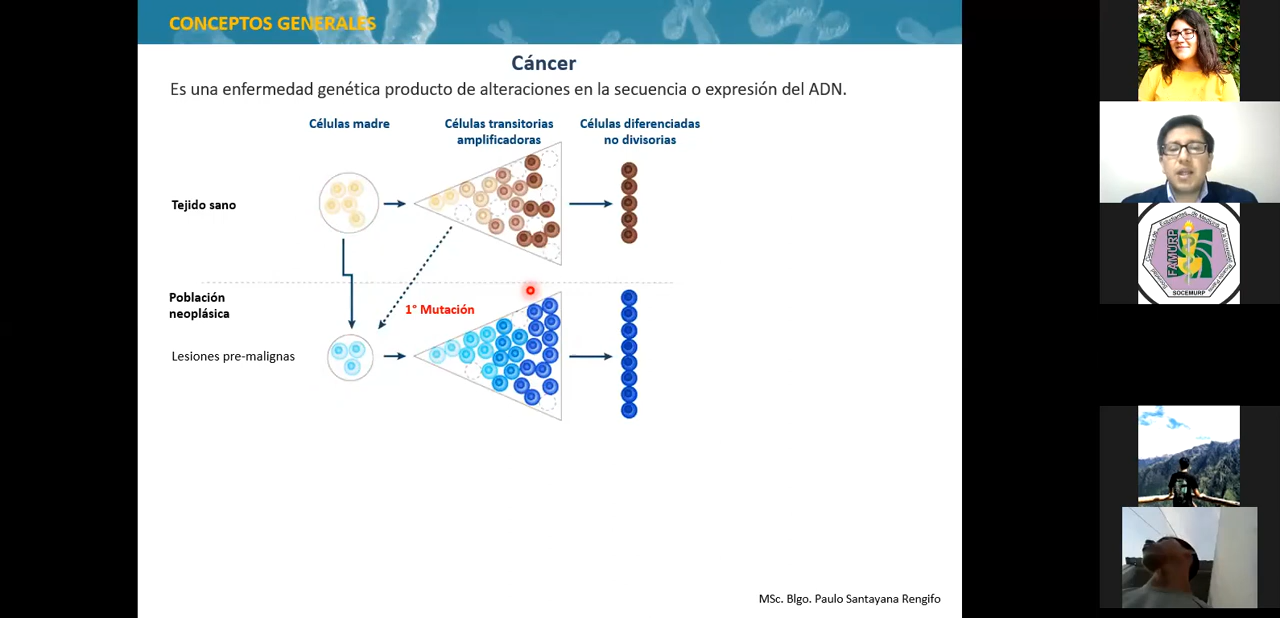 CONCEPTOS GENERALES
Cáncer
Es una enfermedad genética producto de alteraciones en la secuencia o expresión del ADN.
Células madre
Células transitorias
amplificadoras
Células diferenciadas
no divisorias
Tejido sano
Población
neoplásica
1° Mutación
Lesiones pre-malignas
MSc. Blgo. Paulo Santayana Rengifo
FAMURP
SOCEMURP